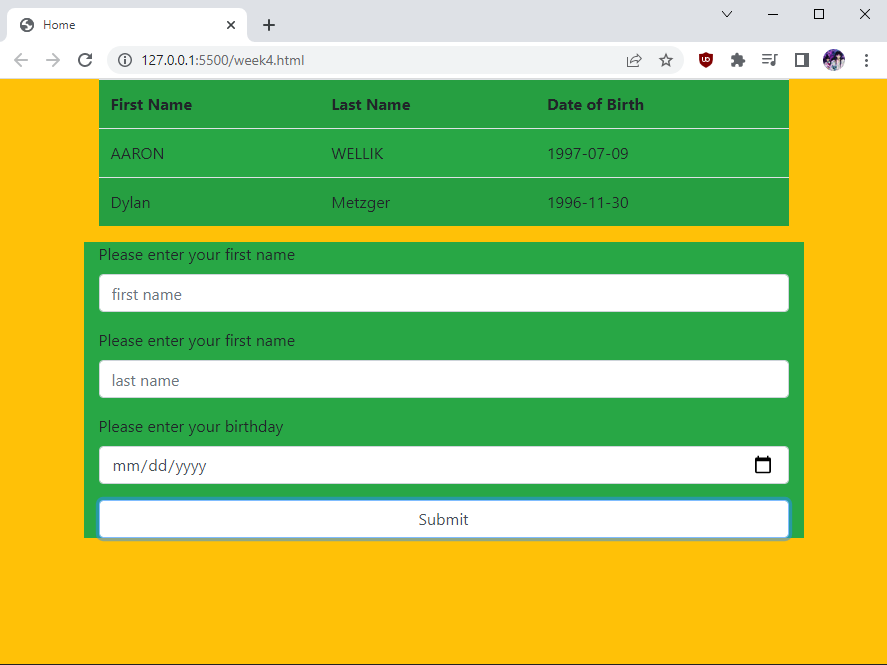 Home
127.0.0.1:5500/week4.html
First Name Last Name Date of Birth
AARON WELLIK 1997-07-09
Dylan Metzger 1996-11-30
Please enter your first name
first name
Please enter your first name
last name
Please enter your birthday
mm/dd/yyyy
Submit